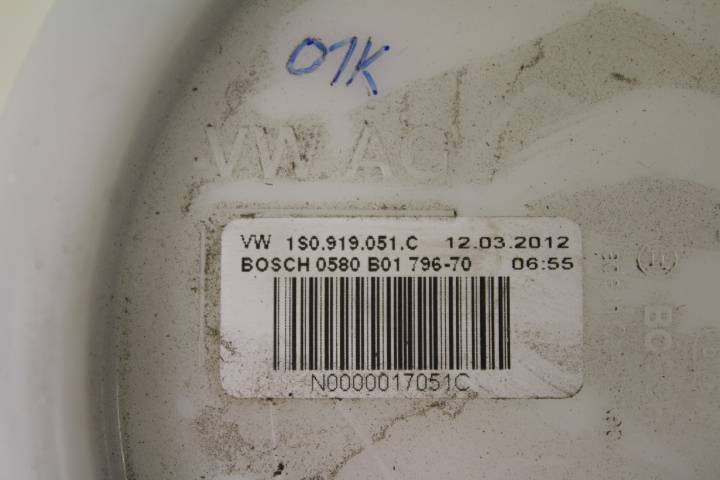 01K
VW AG
VW 1S0.919.051.C 12.03.2012
BOSCH 0580 B01 796-70 06:55
N0000017051C
E